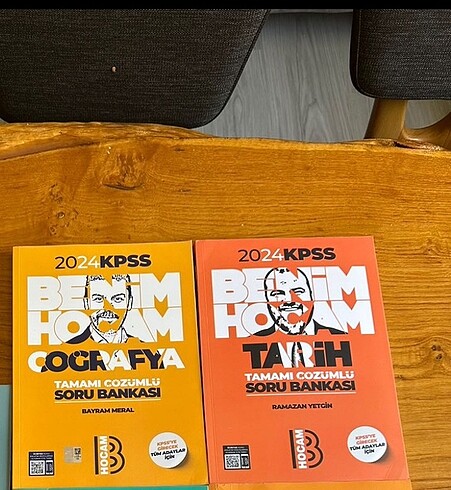 2024 KPSS
BENİM
HOCAM
COĞRAFYA
TAMAMI ÇÖZÜMLÜ
SORU BANKASI
BAYRAM MERAL
HOCAM
B
KPSS'YE
GİRECEK
TÜM ADAYLAR
İÇİN
2024 KPSS
BENİM
HOCAM
TARİH
TAMAMI ÇÖZÜMLÜ
SORU BANKASI
RAMAZAN YETGİN
HOCAM
B
KPSS'YE
GİRECEK
TÜM ADAYLAR
İÇİN